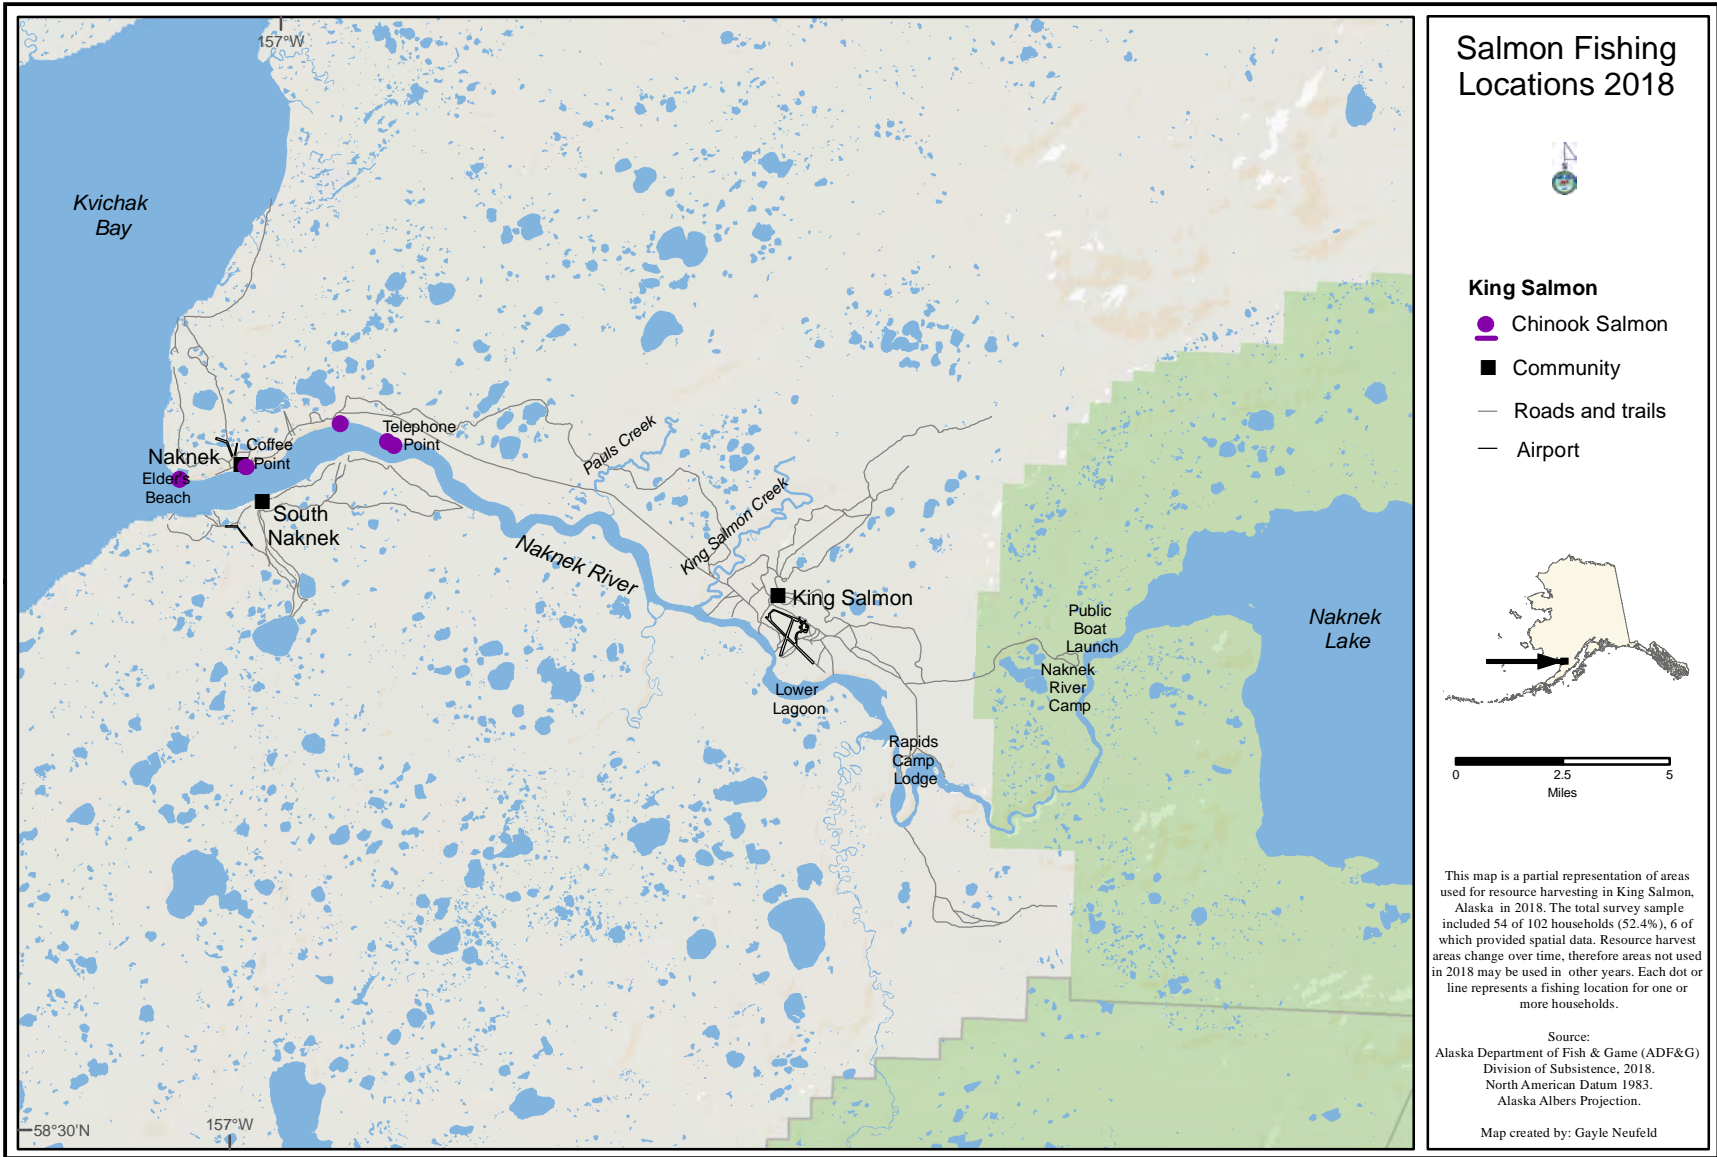 157°W
Kvichak
Bay
Naknek
Coffee
Point
Elder's
Beach
Telephone
Point
South
Naknek
Pauls Creek
King Salmon Creek
Naknek River
King Salmon
Lower
Lagoon
Rapids
Camp
Lodge
Public
Boat
Launch
Naknek
River
Camp
Naknek
Lake
58°30'N
157°W
Salmon Fishing
Locations 2018
N
King Salmon
Chinook Salmon
Community
Roads and trails
Airport
0
2.5
5
Miles
This map is a partial representation of areas
used for resource harvesting in King Salmon,
Alaska in 2018. The total survey sample
included 54 of 102 households (52.4%), 6 of
which provided spatial data. Resource harvest
areas change over time, therefore areas not used
in 2018 may be used in other years. Each dot or
line represents a fishing location for one or
more households.
Source:
Alaska Department of Fish & Game (ADF&G)
Division of Subsistence, 2018.
North American Datum 1983.
Alaska Albers Projection.
Map created by: Gayle Neufeld